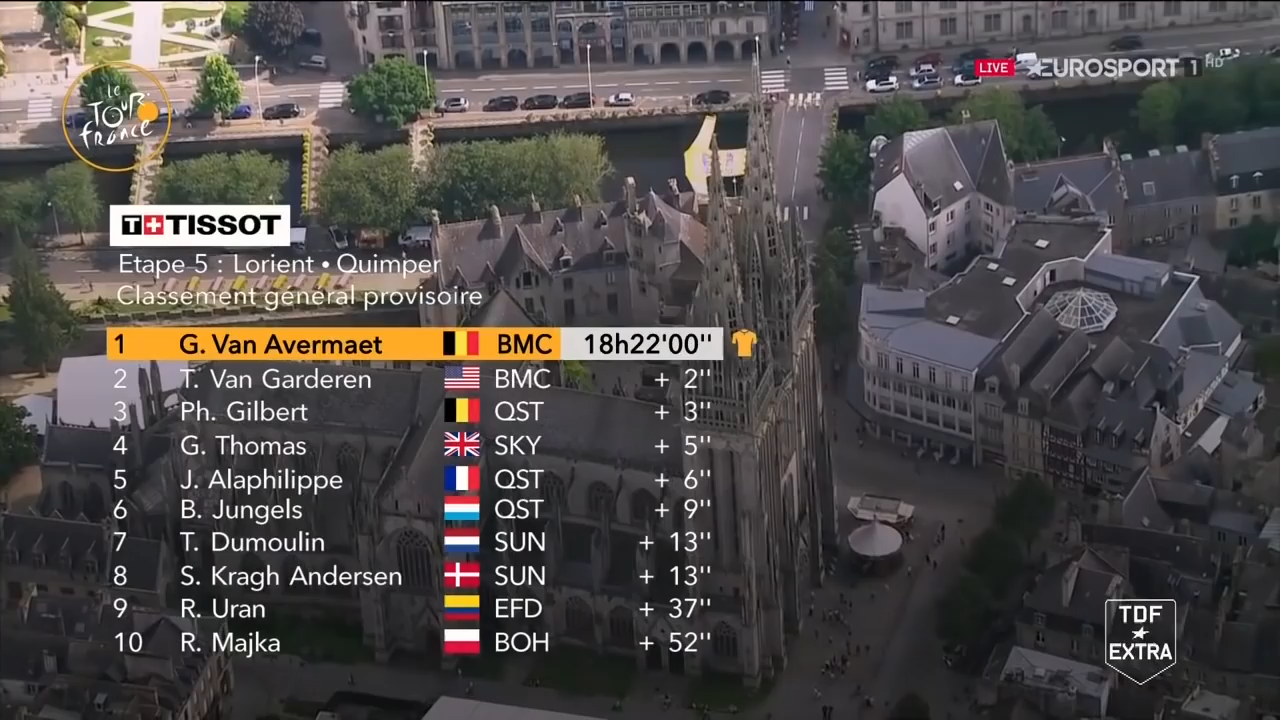 LE TOUR de france
LIVE EUROSPORT 1 HD
T+TISSOT
Etape 5 : Lorient • Quimper
Classement général provisoire
1 G. Van Avermaet BMC 18h22'00''
2 T. Van Garderen BMC + 2''
3 Ph. Gilbert QST + 3''
4 G. Thomas SKY + 5''
5 J. Alaphilippe QST + 6''
6 B. Jungels QST + 9''
7 T. Dumoulin SUN + 13''
8 S. Kragh Andersen SUN + 13''
9 R. Uran EFD + 37''
10 R. Majka BOH + 52''
TDF
EXTRA